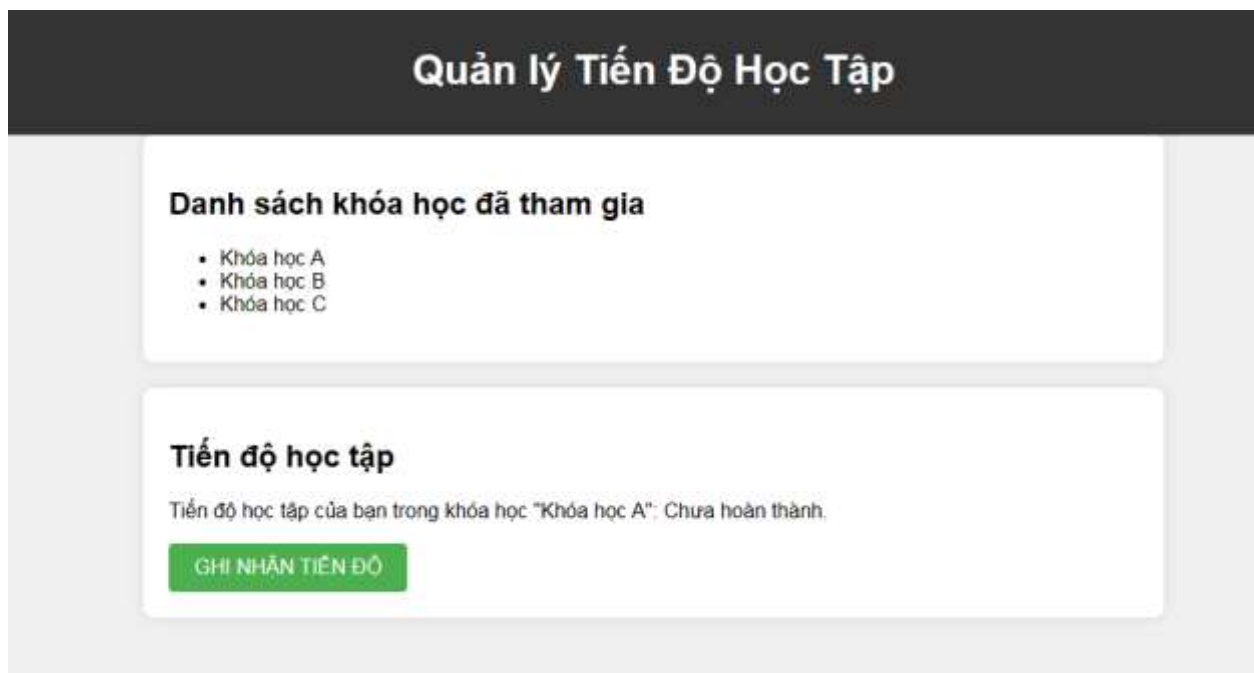 Quản lý Tiến Độ Học Tập
Danh sách khóa học đã tham gia
Khóa học A
Khóa học B
Khóa học C
Tiến độ học tập
Tiến độ học tập của bạn trong khóa học "Khóa học A": Chưa hoàn thành.
GHI NHẬN TIẾN ĐỘ